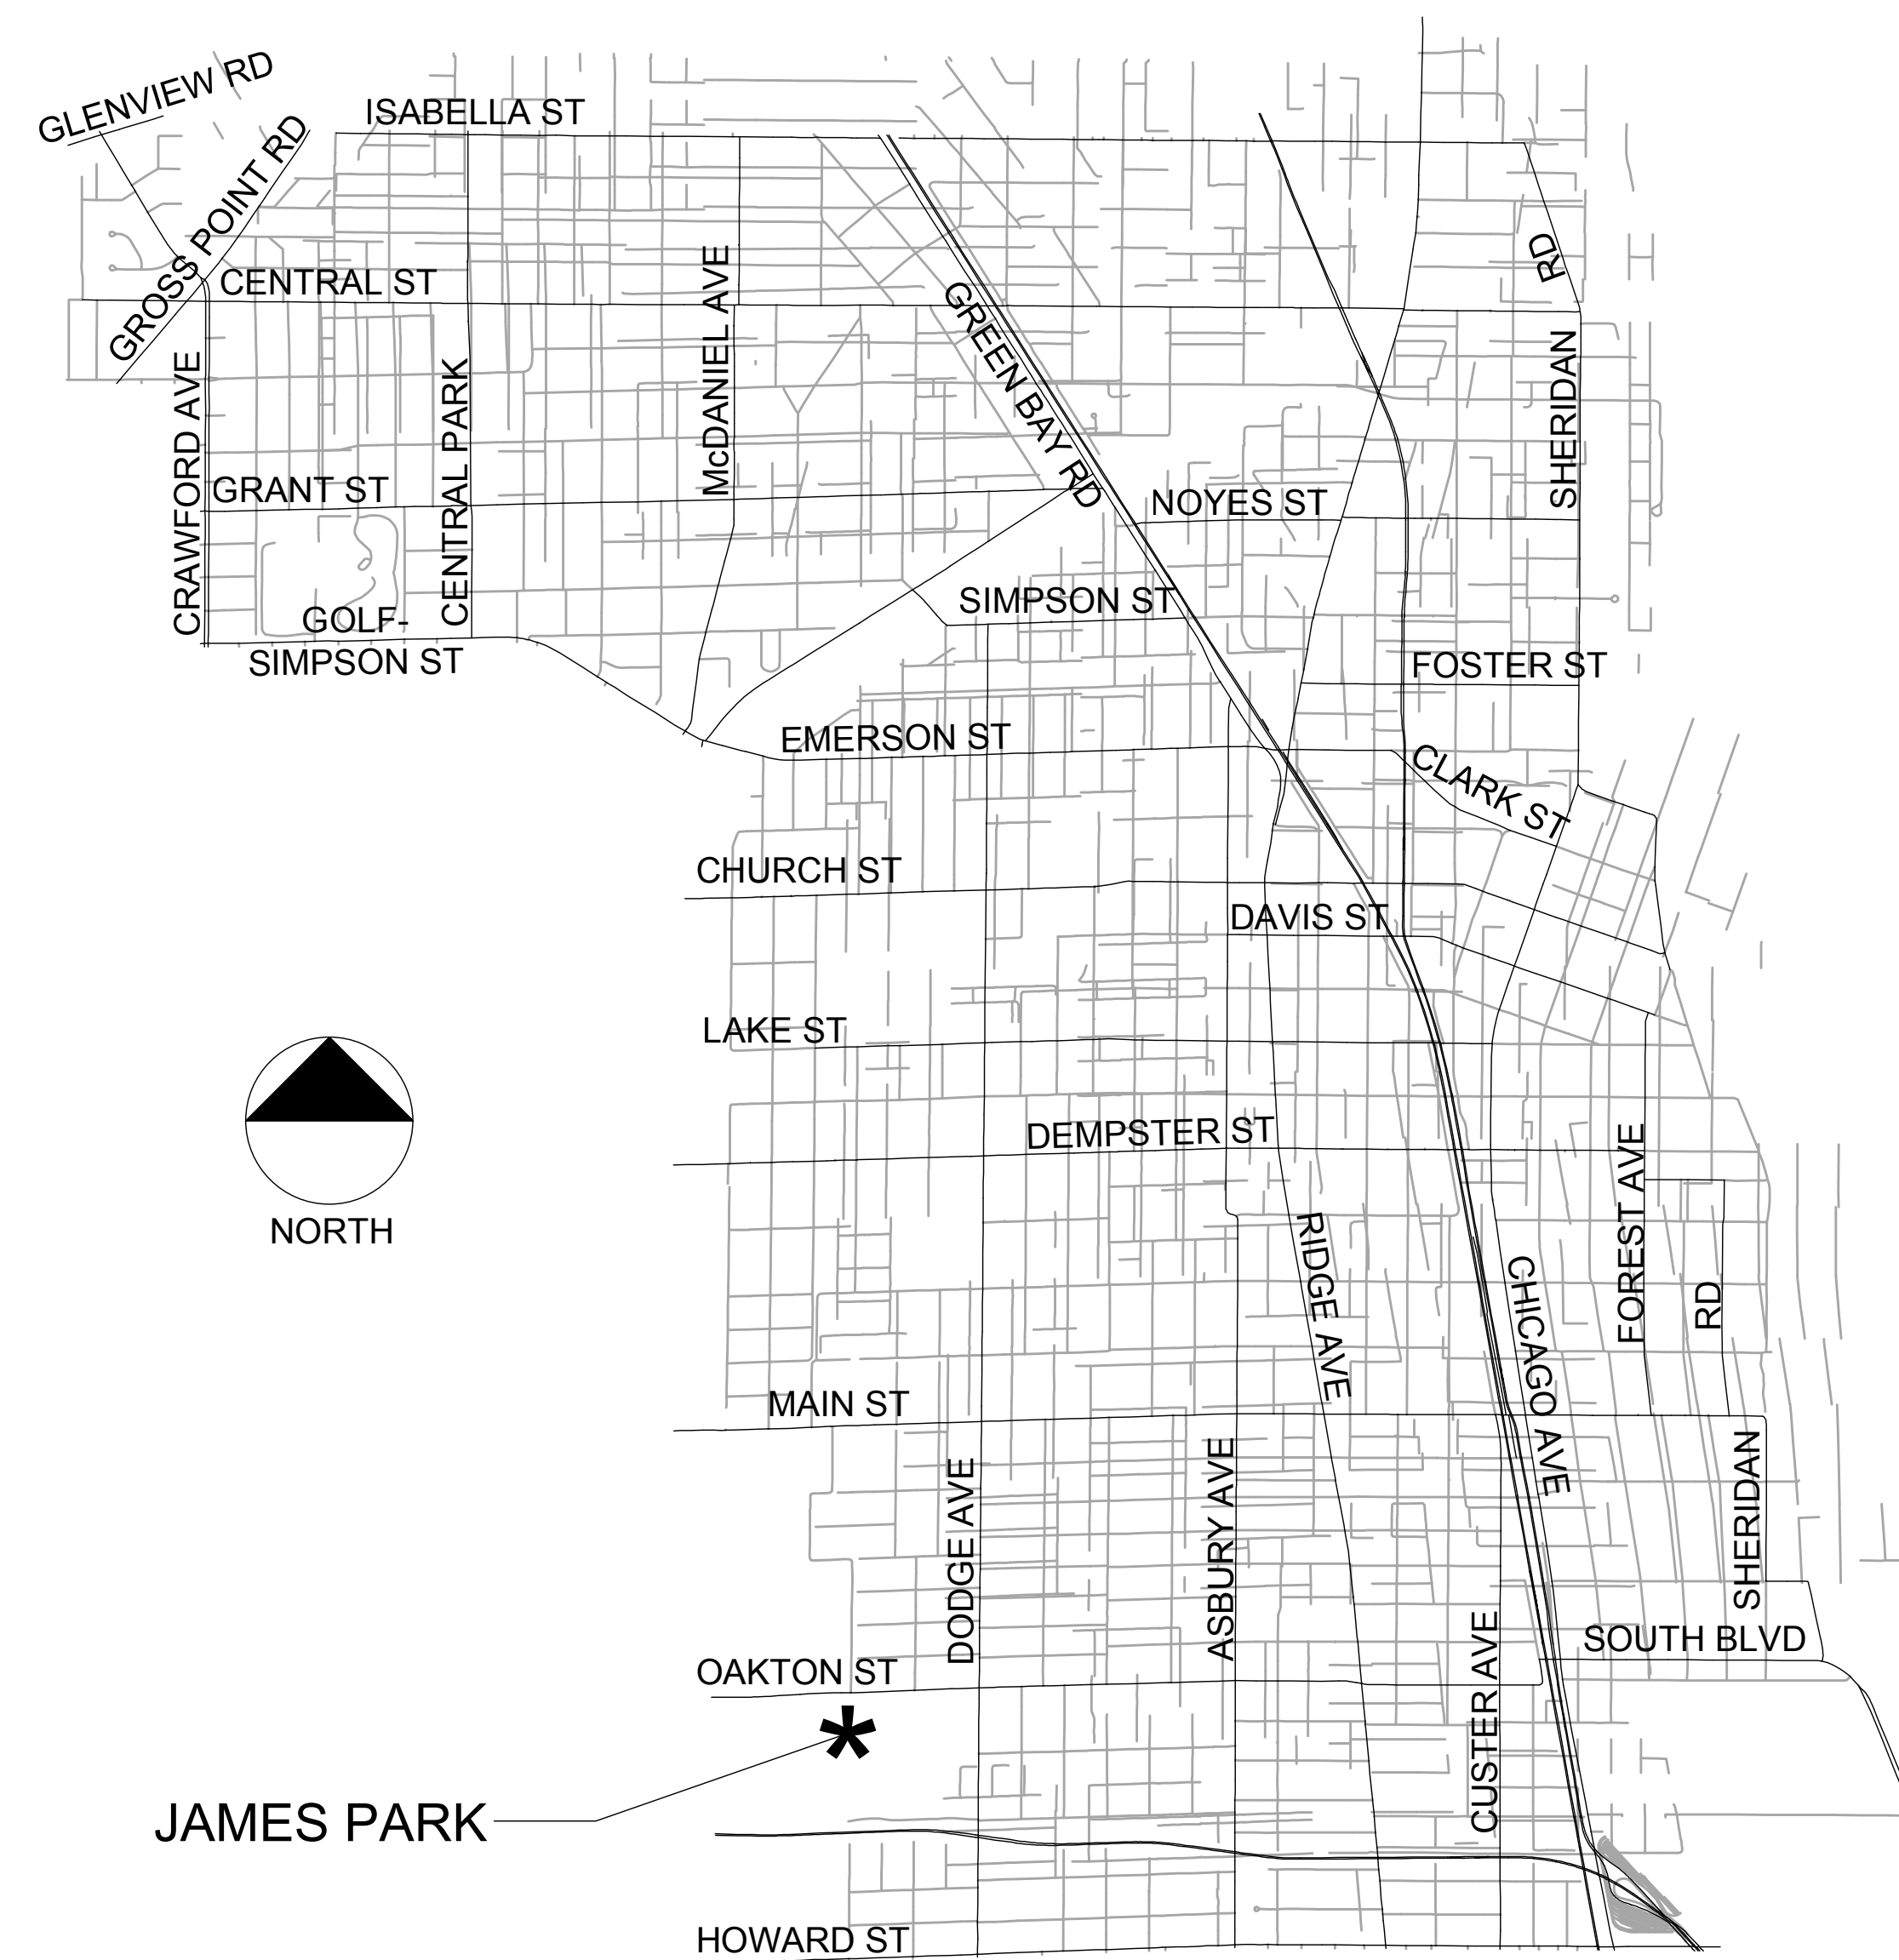 GLENVIEW RD
ISABELLA ST
GROSS POINT RD
RD
CENTRAL ST
McDANIEL AVE
GREEN BAY RD
SHERIDAN
CRAWFORD AVE
CENTRAL PARK
GRANT ST
NOYES ST
SIMPSON ST
GOLF-
SIMPSON ST
FOSTER ST
EMERSON ST
CLARK ST
CHURCH ST
DAVIS ST
LAKE ST
DEMPSTER ST
FOREST AVE
NORTH
RIDGE AVE
CHICAGO AVE
RD
MAIN ST
DODGE AVE
ASBURY AVE
SHERIDAN
CUSTER AVE
SOUTH BLVD
OAKTON ST
*
JAMES PARK
HOWARD ST